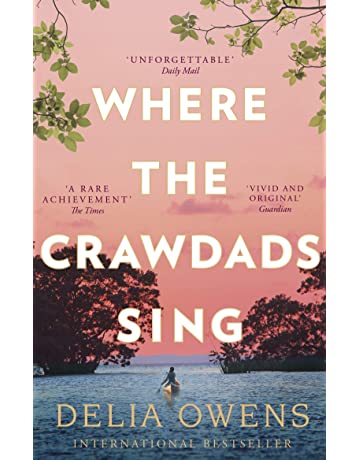 'UNFORGETTABLE'
Daily Mail
WHERE
THE
'A RARE
ACHIEVEMENT'
The Times
'VIVID AND
ORIGINAL'
Guardian
CRAWDADS
SING
DELIA OWENS
INTERNATIONAL BESTSELLER